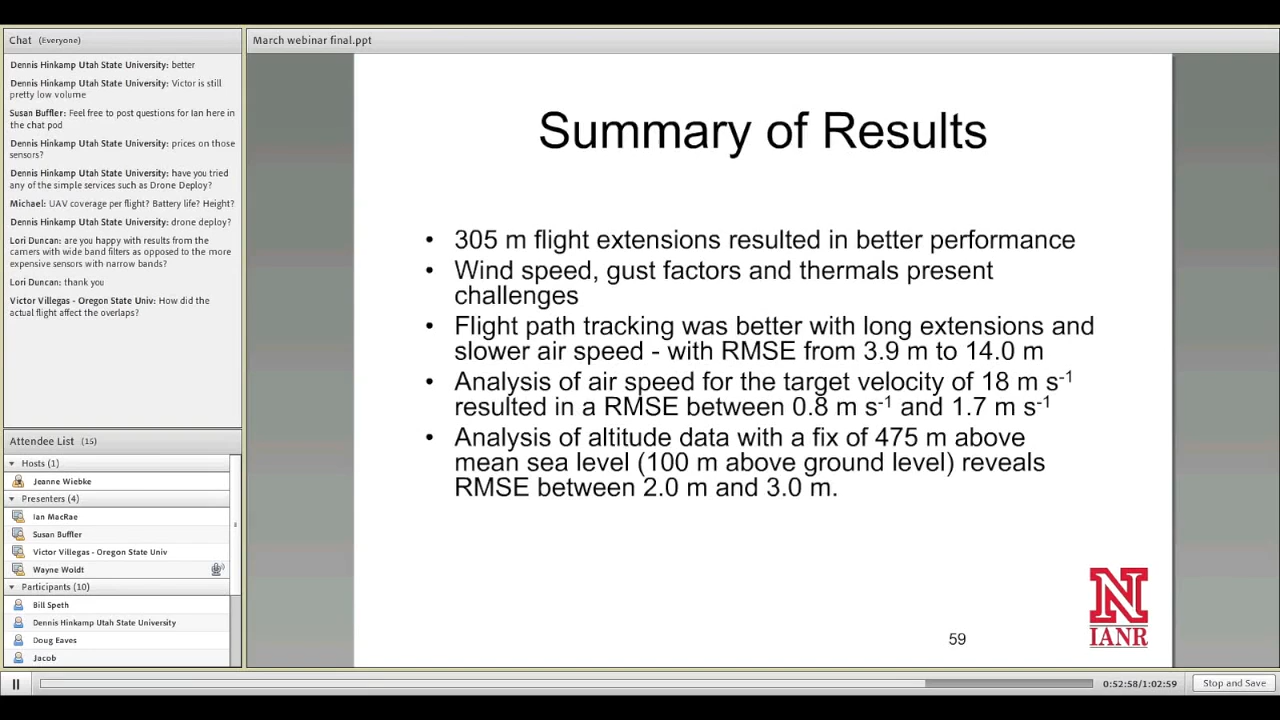 Chat (Everyone)
Dennis Hinkamp Utah State University: better
Dennis Hinkamp Utah State University: Victor is still
pretty low volume
Susan Buffler: Feel free to post questions for Ian here in
the chat pod
Dennis Hinkamp Utah State University: prices on those
sensors?
Dennis Hinkamp Utah State University: have you tried
any of the simple services such as Drone Deploy?
Michael: UAV coverage per flight? Battery life? Height?
Dennis Hinkamp Utah State University: drone deploy?
Lori Duncan: are you happy with results from the
camers with wide band filters as opposed to the more
expensive sensors with narrow bands?
Lori Duncan: thank you
Victor Villegas - Oregon State Univ: How did the
actual flight affect the overlaps?
Attendee List (15)
Hosts (1)
Jeanne Wiebke
Presenters (4)
Ian MacRae
Susan Buffler
Victor Villegas - Oregon State Univ
Wayne Woldt
Participants (10)
Bill Speth
Dennis Hinkamp Utah State University
Doug Eaves
Jacob
March webinar final.ppt
Summary of Results
• 305 m flight extensions resulted in better performance
• Wind speed, gust factors and thermals present
challenges
• Flight path tracking was better with long extensions and
slower air speed - with RMSE from 3.9 m to 14.0 m
• Analysis of air speed for the target velocity of 18 m s⁻¹
resulted in a RMSE between 0.8 m s⁻¹ and 1.7 m s⁻¹
• Analysis of altitude data with a fix of 475 m above
mean sea level (100 m above ground level) reveals
RMSE between 2.0 m and 3.0 m.
N
IANR
59
0:52:58/1:02:59
Stop and Save